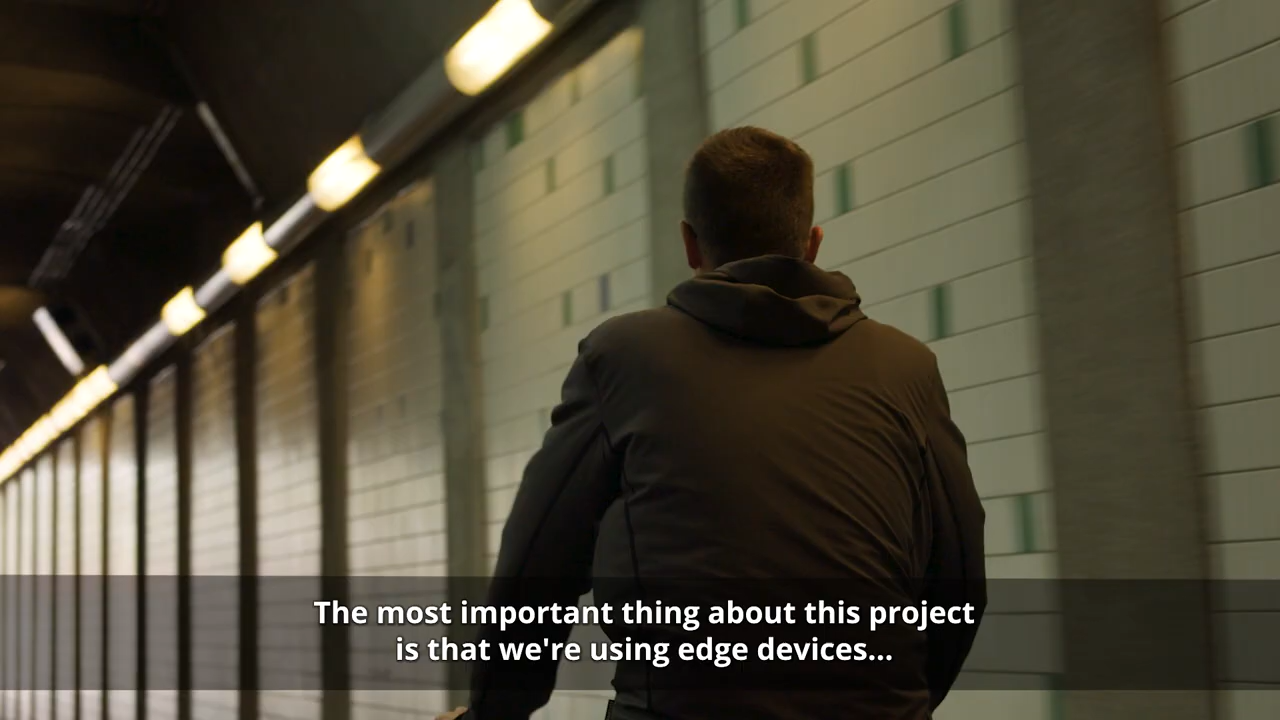 The most important thing about this project
is that we're using edge devices...